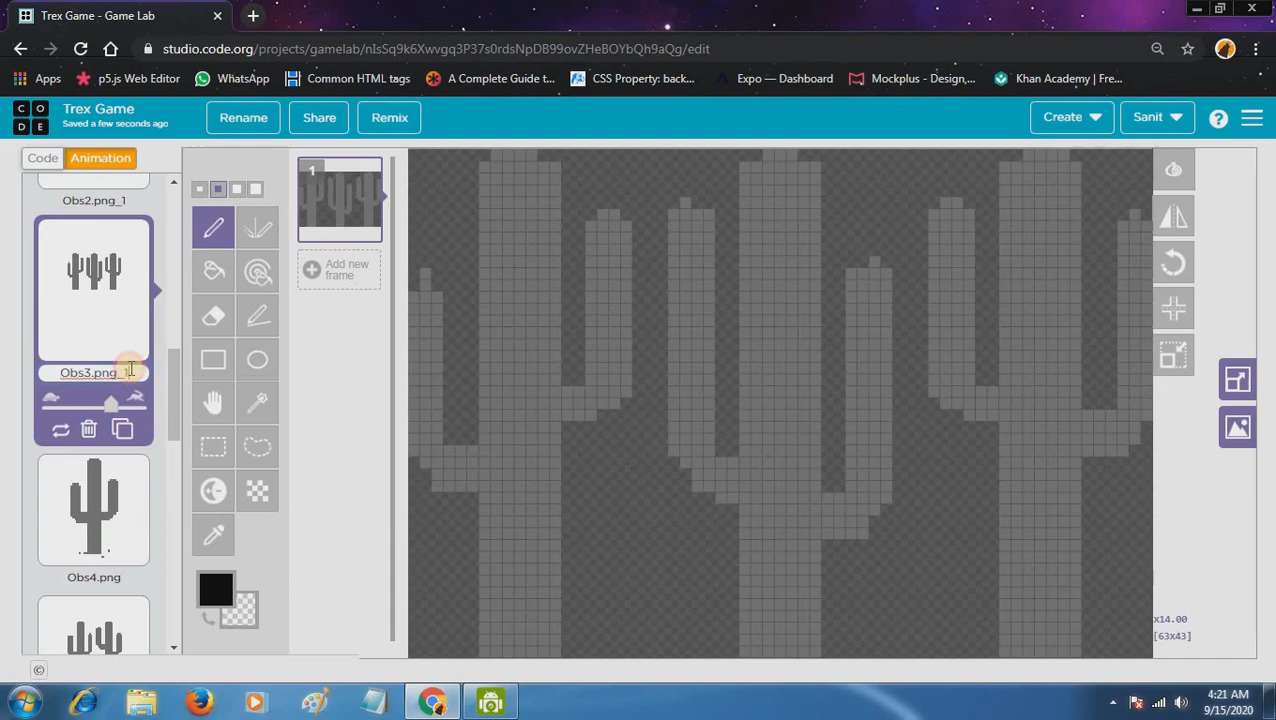 Trex Game - Game Lab
studio.code.org/projects/gamelab/nIsSq9k6Xwvgq3P37s0rdsNpDB99ovZHeBOYbQh9aQg/edit
Apps p5.js Web Editor WhatsApp Common HTML tags A Complete Guide t... CSS Property: bac... Expo — Dashboard Mockplus - Design,... Khan Academy | Fre...
C O
D E
Trex Game
Saved a few seconds ago
Rename Share Remix Create Sanit ?
Code Animation
Obs2.png_1
1
Add new
frame
Obs3.png_1
Obs4.png
x14.00
[63x43]
©
4:21 AM
9/15/2020